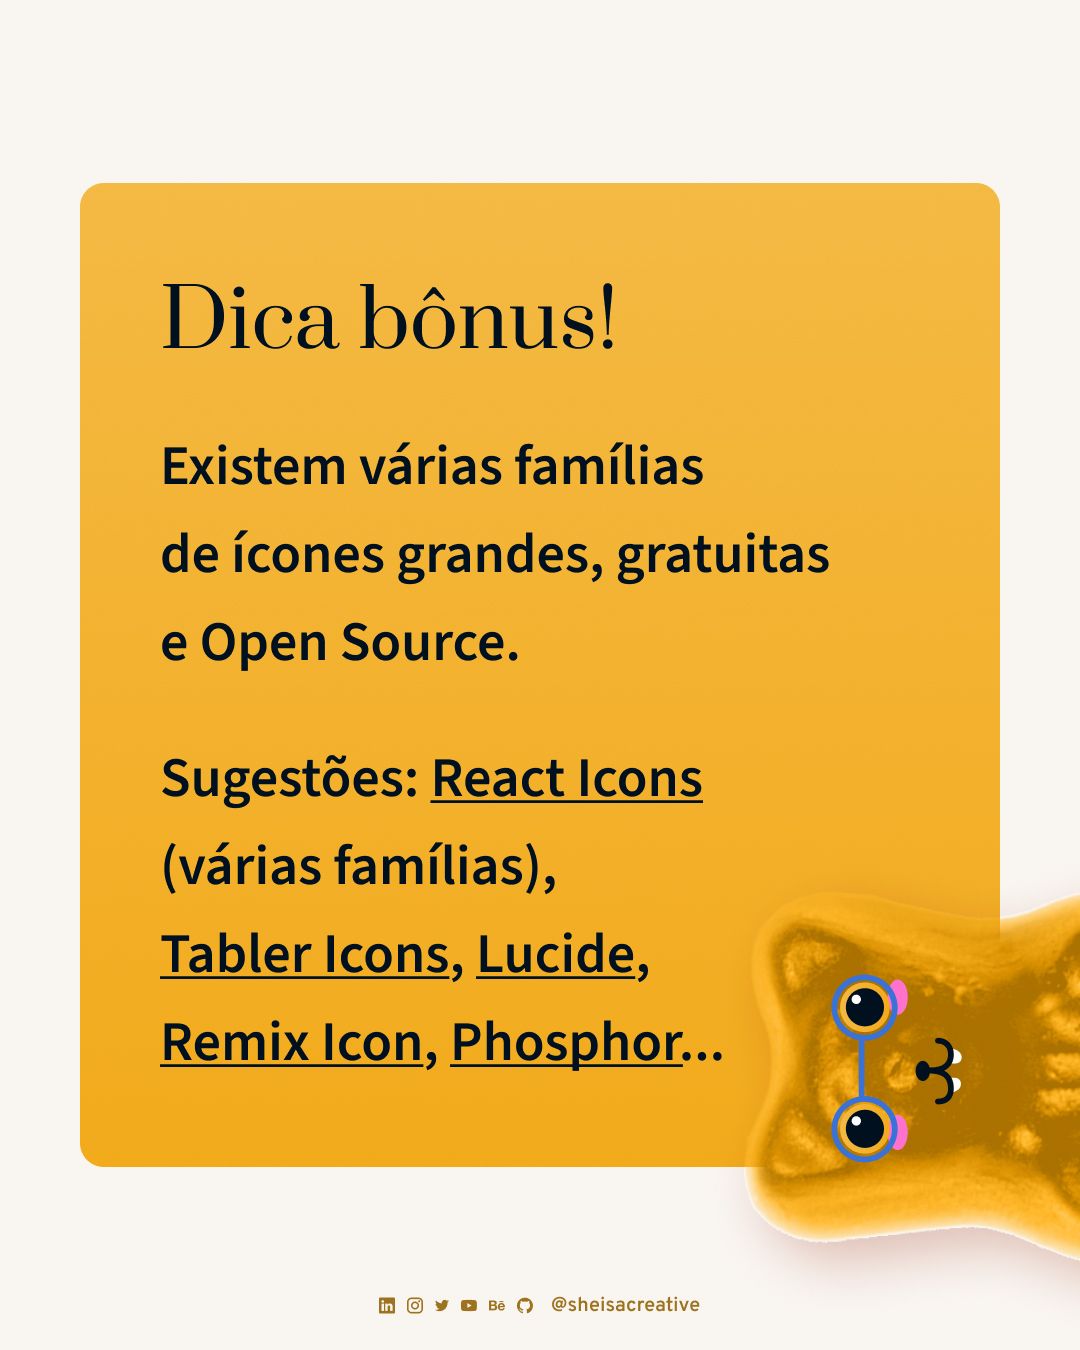 Dica bônus!
Existem várias famílias
de ícones grandes, gratuitas
e Open Source.
Sugestões: React Icons
(várias famílias),
Tabler Icons, Lucide,
Remix Icon, Phosphor...
@sheisacreative